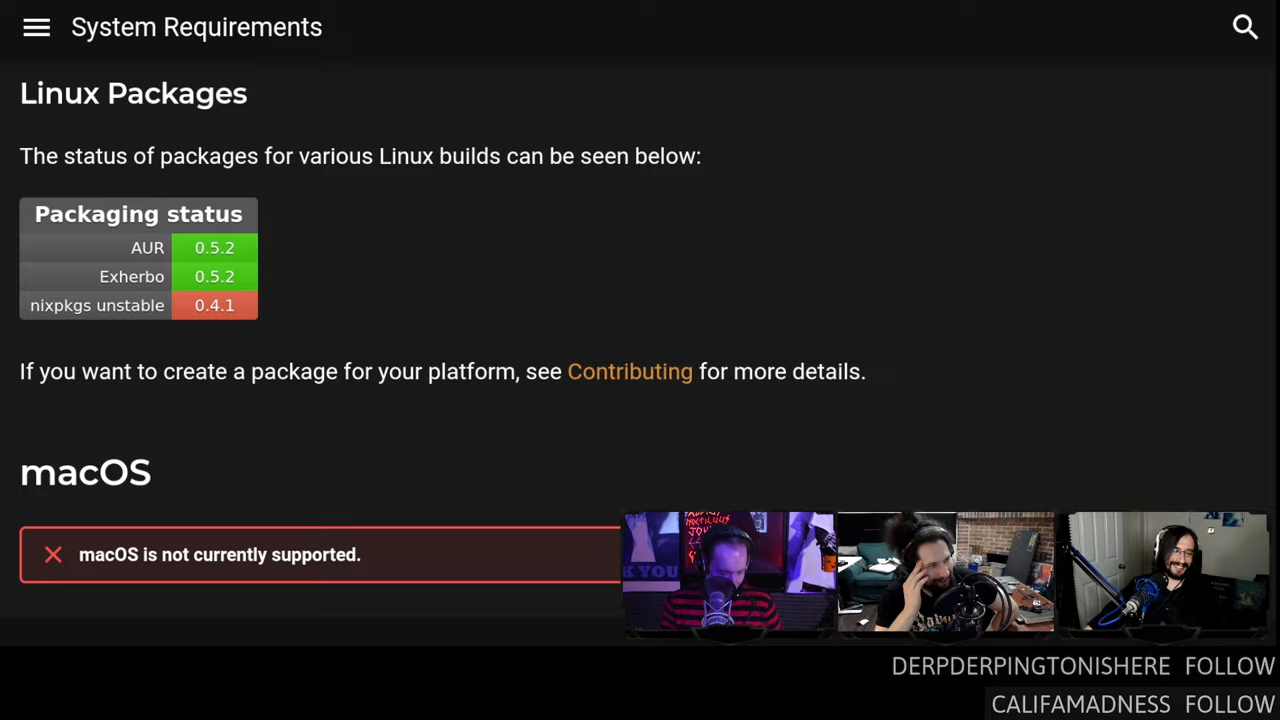 System Requirements
Linux Packages
The status of packages for various Linux builds can be seen below:
Packaging status
AUR 0.5.2
Exherbo 0.5.2
nixpkgs unstable 0.4.1
If you want to create a package for your platform, see Contributing for more details.
macOS
macOS is not currently supported.
K YOU
DERPDERPINGTONISHERE FOLLOW
CALIFAMADNESS FOLLOW